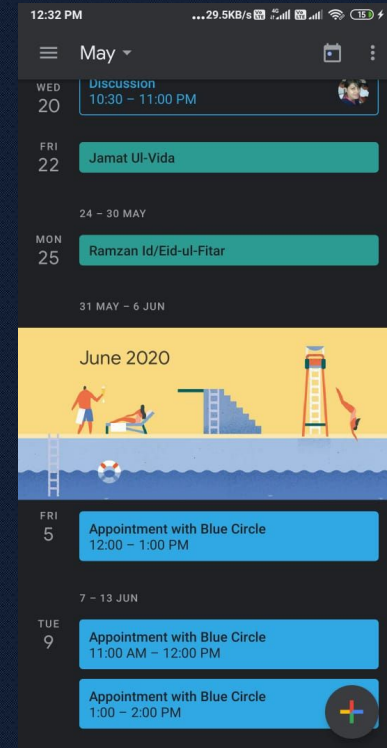 12:32 PM
...29.5KB/s 4G 15
May
WED
20
Discussion
10:30 – 11:00 PM
FRI
22
Jamat Ul-Vida
24 – 30 MAY
MON
25
Ramzan Id/Eid-ul-Fitar
31 MAY – 6 JUN
June 2020
FRI
5
Appointment with Blue Circle
12:00 – 1:00 PM
7 – 13 JUN
TUE
9
Appointment with Blue Circle
11:00 AM – 12:00 PM
Appointment with Blue Circle
1:00 – 2:00 PM